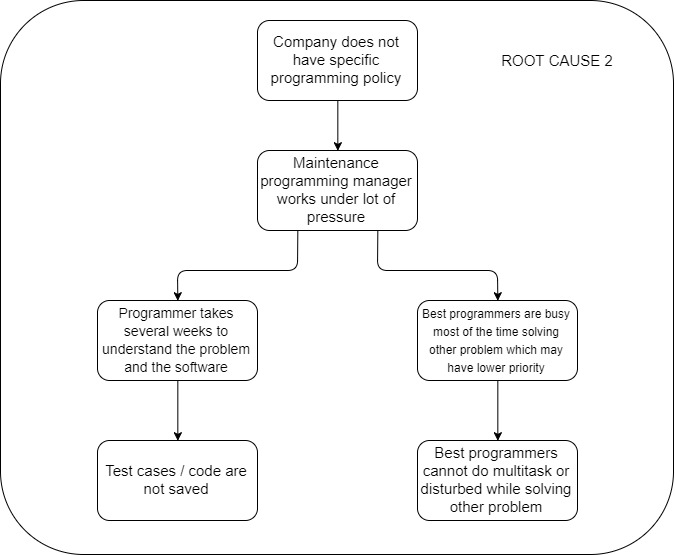 Company does not
have specific
programming policy
ROOT CAUSE 2
Maintenance
programming manager
works under lot of
pressure
Programmer takes
several weeks to
understand the problem
and the software
Best programmers are busy
most of the time solving
other problem which may
have lower priority
Test cases / code are
not saved
Best programmers
cannot do multitask or
disturbed while solving
other problem